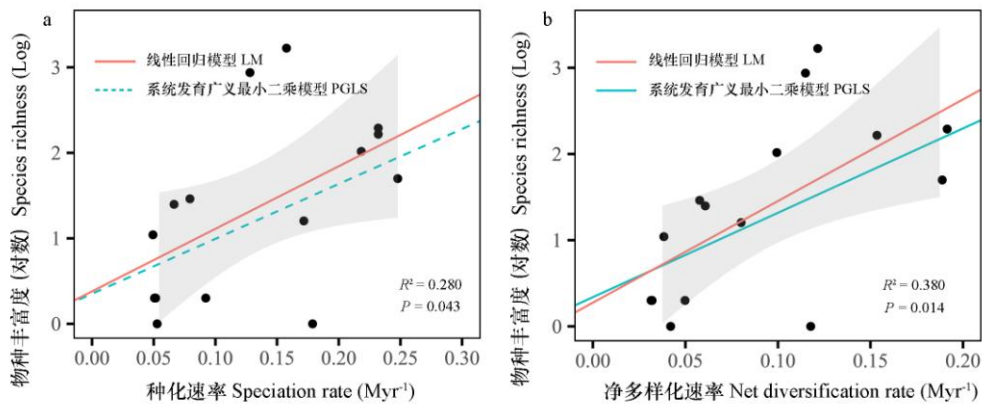 a
线性回归模型 LM
系统发育广义最小二乘模型 PGLS
R² = 0.280
P = 0.043
物种丰富度 (对数) Species richness (Log)
0
1
2
3
0.00 0.05 0.10 0.15 0.20 0.25 0.30
种化速率 Speciation rate (Myr⁻¹)
b
线性回归模型 LM
系统发育广义最小二乘模型 PGLS
R² = 0.380
P = 0.014
物种丰富度 (对数) Species richness (Log)
0
1
2
3
0.00 0.05 0.10 0.15 0.20
净多样化速率 Net diversification rate (Myr⁻¹)